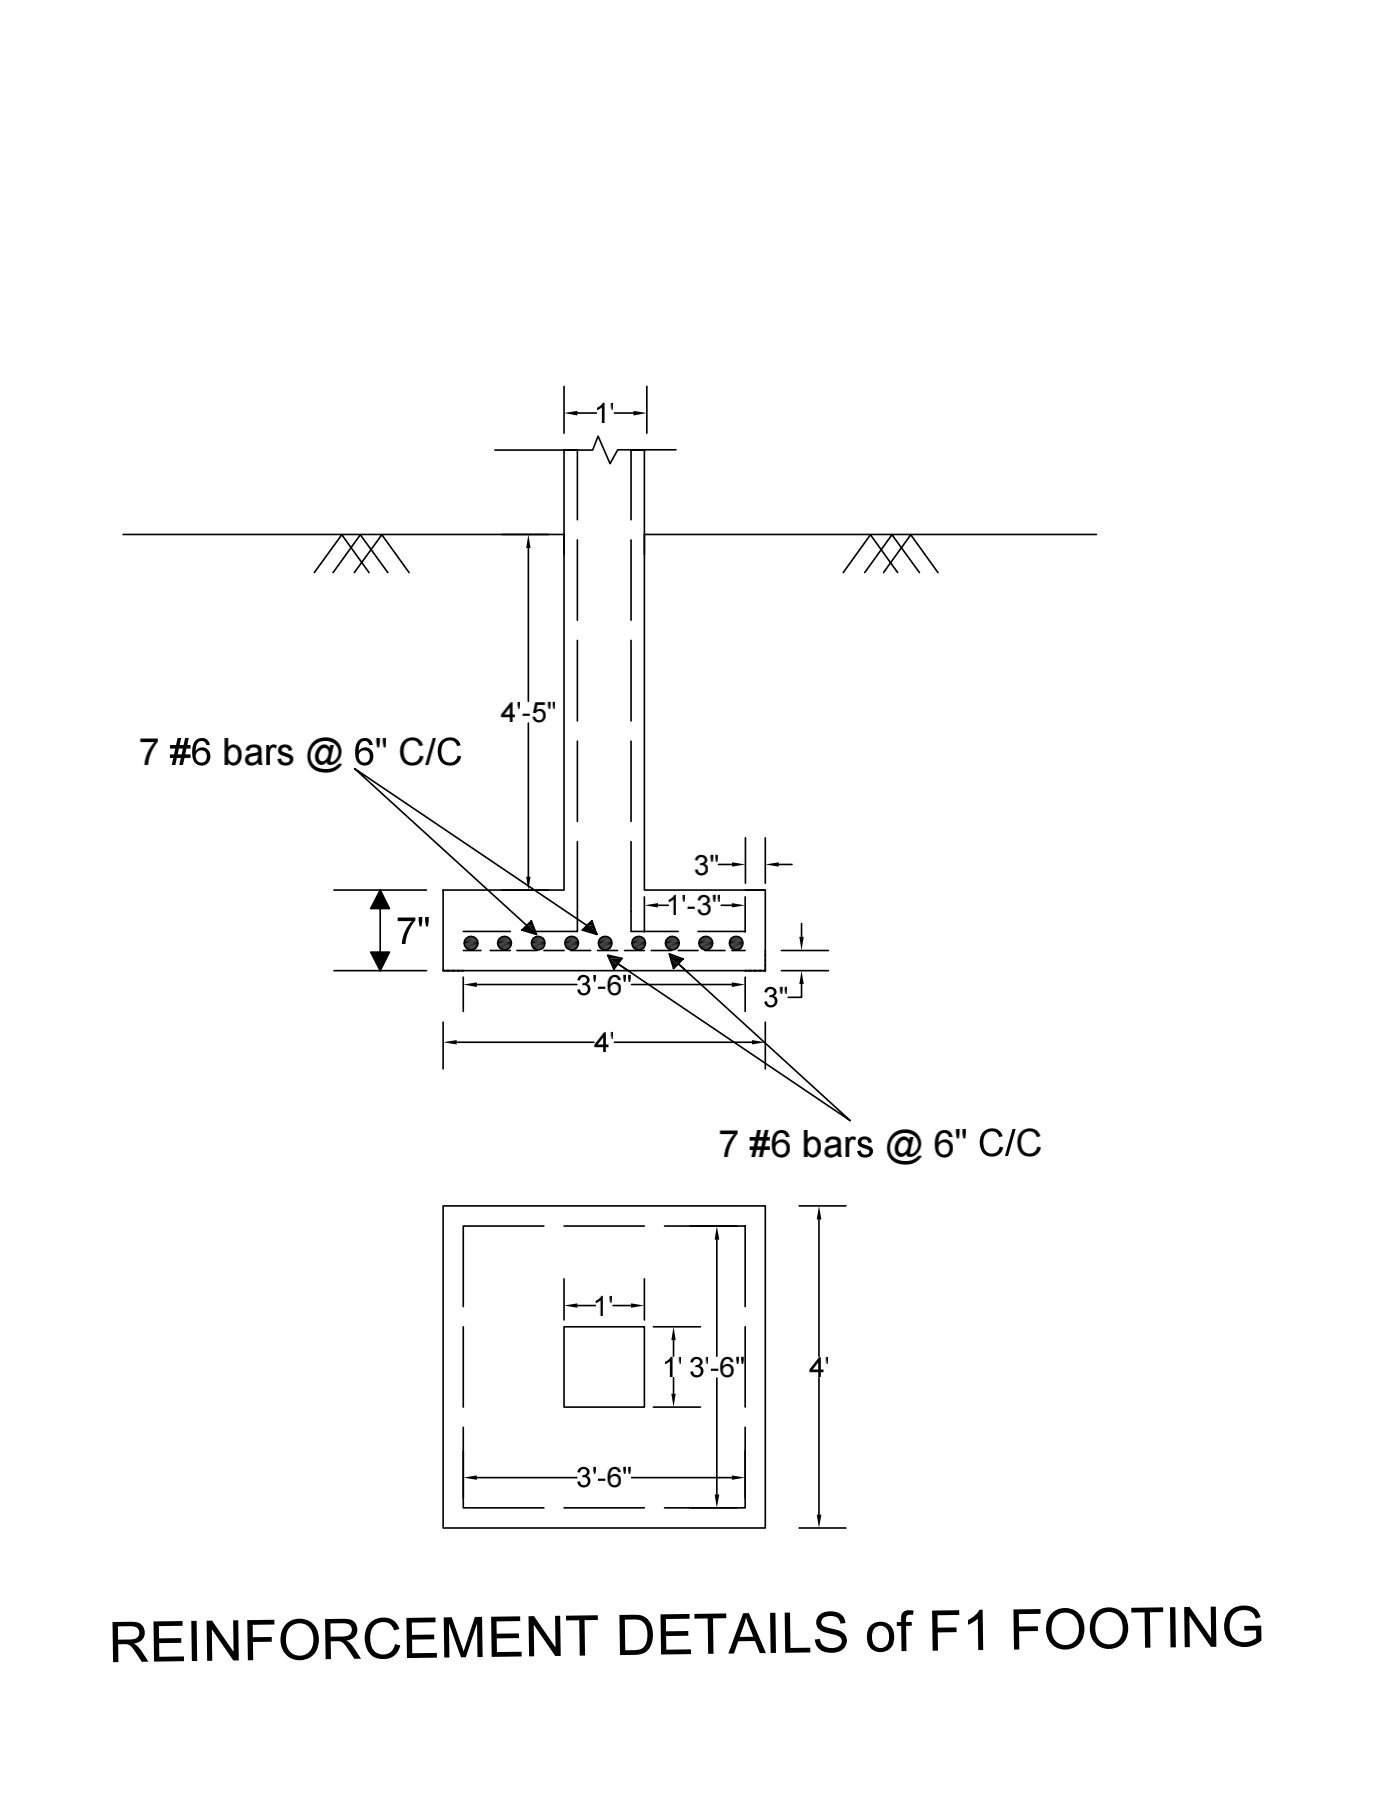 1'
4'-5"
7 #6 bars @ 6" C/C
3"
1'-3"
7"
3'-6"
3"
4'
7 #6 bars @ 6" C/C
1'
1' 3'-6" 4'
3'-6"
REINFORCEMENT DETAILS of F1 FOOTING